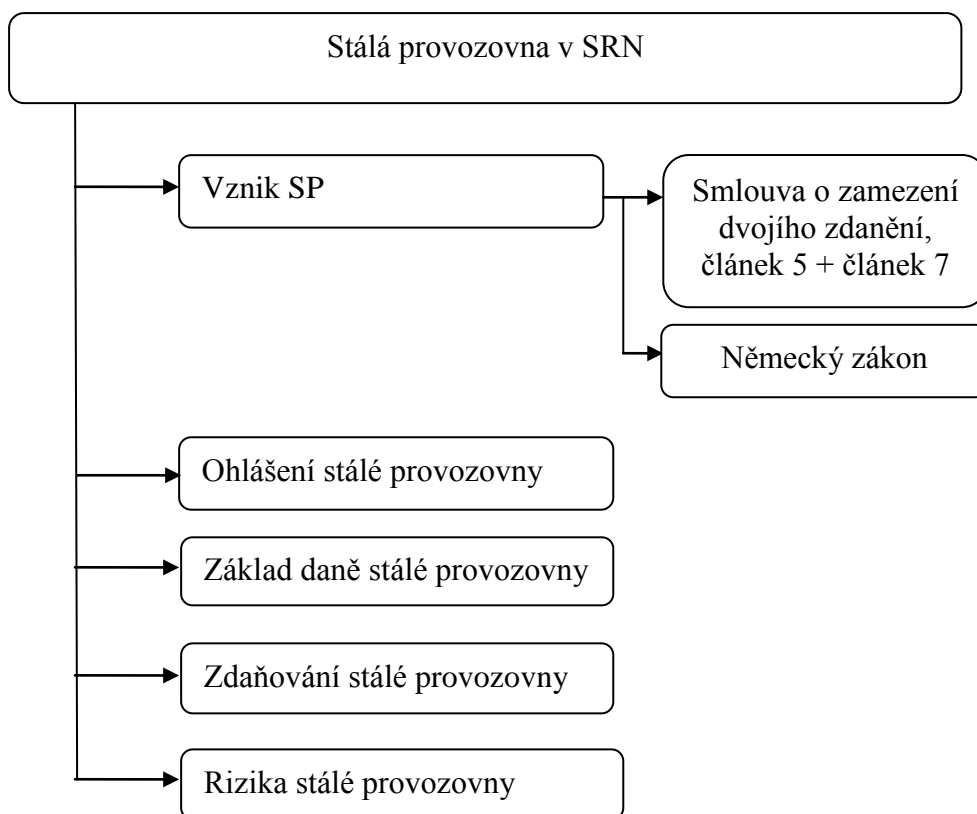 Stálá provozovna v SRN
Vznik SP
Smlouva o zamezení
dvojího zdanění,
článek 5 + článek 7
Německý zákon
Ohlášení stálé provozovny
Základ daně stálé provozovny
Zdaňování stálé provozovny
Rizika stálé provozovny